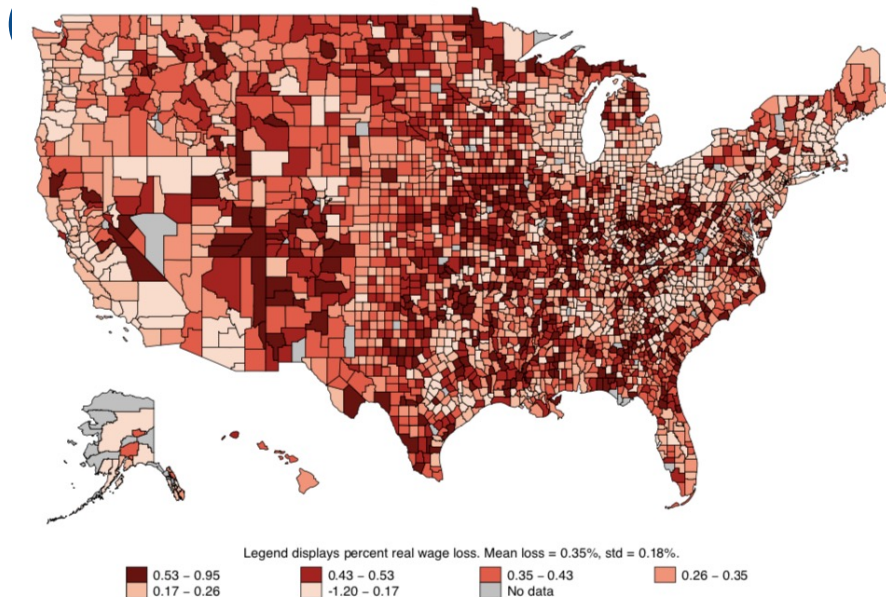 Legend displays percent real wage loss. Mean loss = 0.35%, std = 0.18%.
0.53 – 0.95 0.43 – 0.53 0.35 – 0.43 0.26 – 0.35
0.17 – 0.26 -1.20 – 0.17 No data